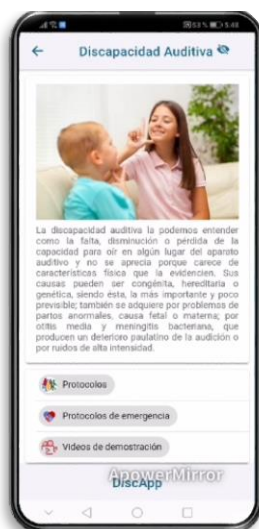 53 % 5:48
Discapacidad Auditiva
La discapacidad auditiva la podemos entender
como la falta, disminución o pérdida de la
capacidad para oír en algún lugar del aparato
auditivo y no se aprecia porque carece de
características física que la evidencien. Sus
causas pueden ser congénita, hereditaria o
genética, siendo ésta, la más importante y poco
previsible; también se adquiere por problemas de
partos anormales, causa fetal o materna; por
otitis media y meningitis bacteriana, que
producen un deterioro paulatino de la audición o
por ruidos de alta intensidad.
Protocolos
Protocolos de emergencia
Videos de demostración
ApowerMirror
DiscApp